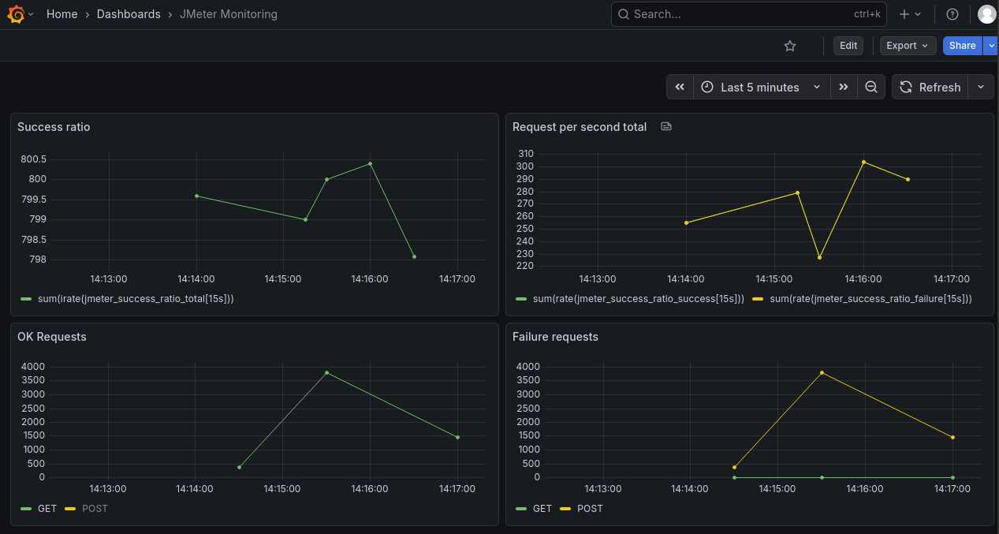 Home › Dashboards › JMeter Monitoring
Search... ctrl+k
Edit Export Share
Last 5 minutes Refresh
Success ratio
800.5
800
799.5
799
798.5
798
14:13:00 14:14:00 14:15:00 14:16:00 14:17:00
sum(irate(jmeter_success_ratio_total[15s]))
Request per second total
310
300
290
280
270
260
250
240
230
220
14:13:00 14:14:00 14:15:00 14:16:00 14:17:00
sum(rate(jmeter_success_ratio_success[15s])) sum(rate(jmeter_success_ratio_failure[15s]))
OK Requests
4000
3500
3000
2500
2000
1500
1000
500
0
14:13:00 14:14:00 14:15:00 14:16:00 14:17:00
GET POST
Failure requests
4000
3500
3000
2500
2000
1500
1000
500
0
14:13:00 14:14:00 14:15:00 14:16:00 14:17:00
GET POST